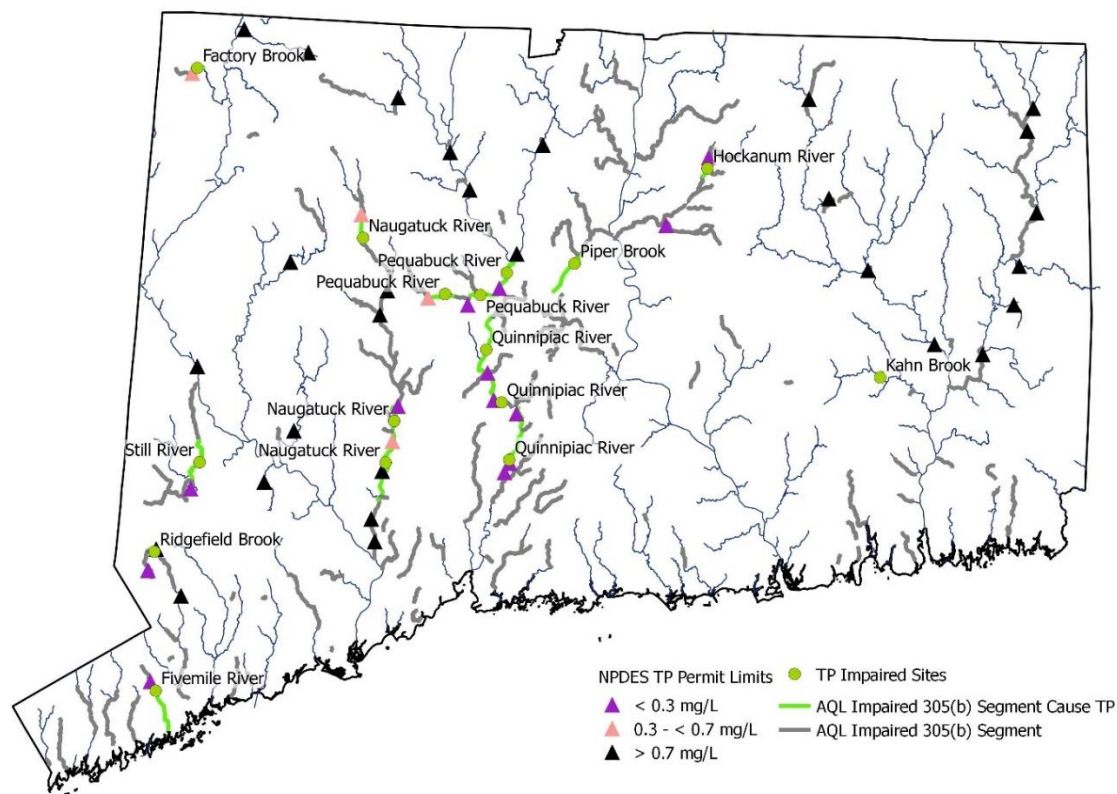 Factory Brook
Hockanum River
Naugatuck River
Pequabuck River
Piper Brook
Pequabuck River
Pequabuck River
Quinnipiac River
Kahn Brook
Quinnipiac River
Naugatuck River
Still River
Naugatuck River
Quinnipiac River
Ridgefield Brook
Fivemile River
NPDES TP Permit Limits
< 0.3 mg/L
0.3 - < 0.7 mg/L
> 0.7 mg/L
TP Impaired Sites
AQL Impaired 305(b) Segment Cause TP
AQL Impaired 305(b) Segment